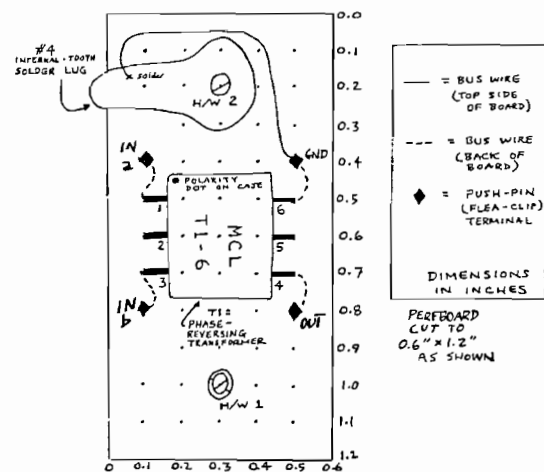 #4
INTERNAL-TOOTH
SOLDER LUG
solder
H/W 2
IN
a
GND
POLARITY
DOT ON CASE
1
2
3
6
5
4
MCL
T1-6
IN
b
OUT
T1=
PHASE-
REVERSING
TRANSFORMER
H/W 1
0.0
0.1
0.2
0.3
0.4
0.5
0.6
0.7
0.8
0.9
1.0
1.1
1.2
0 0.1 0.2 0.3 0.4 0.5 0.6
= BUS WIRE
(TOP SIDE
OF BOARD)
= BUS WIRE
(BACK OF
BOARD)
= PUSH-PIN
(FLEA-CLIP)
TERMINAL
DIMENSIONS
IN INCHES
PERFBOARD
CUT TO
0.6" x 1.2"
AS SHOWN